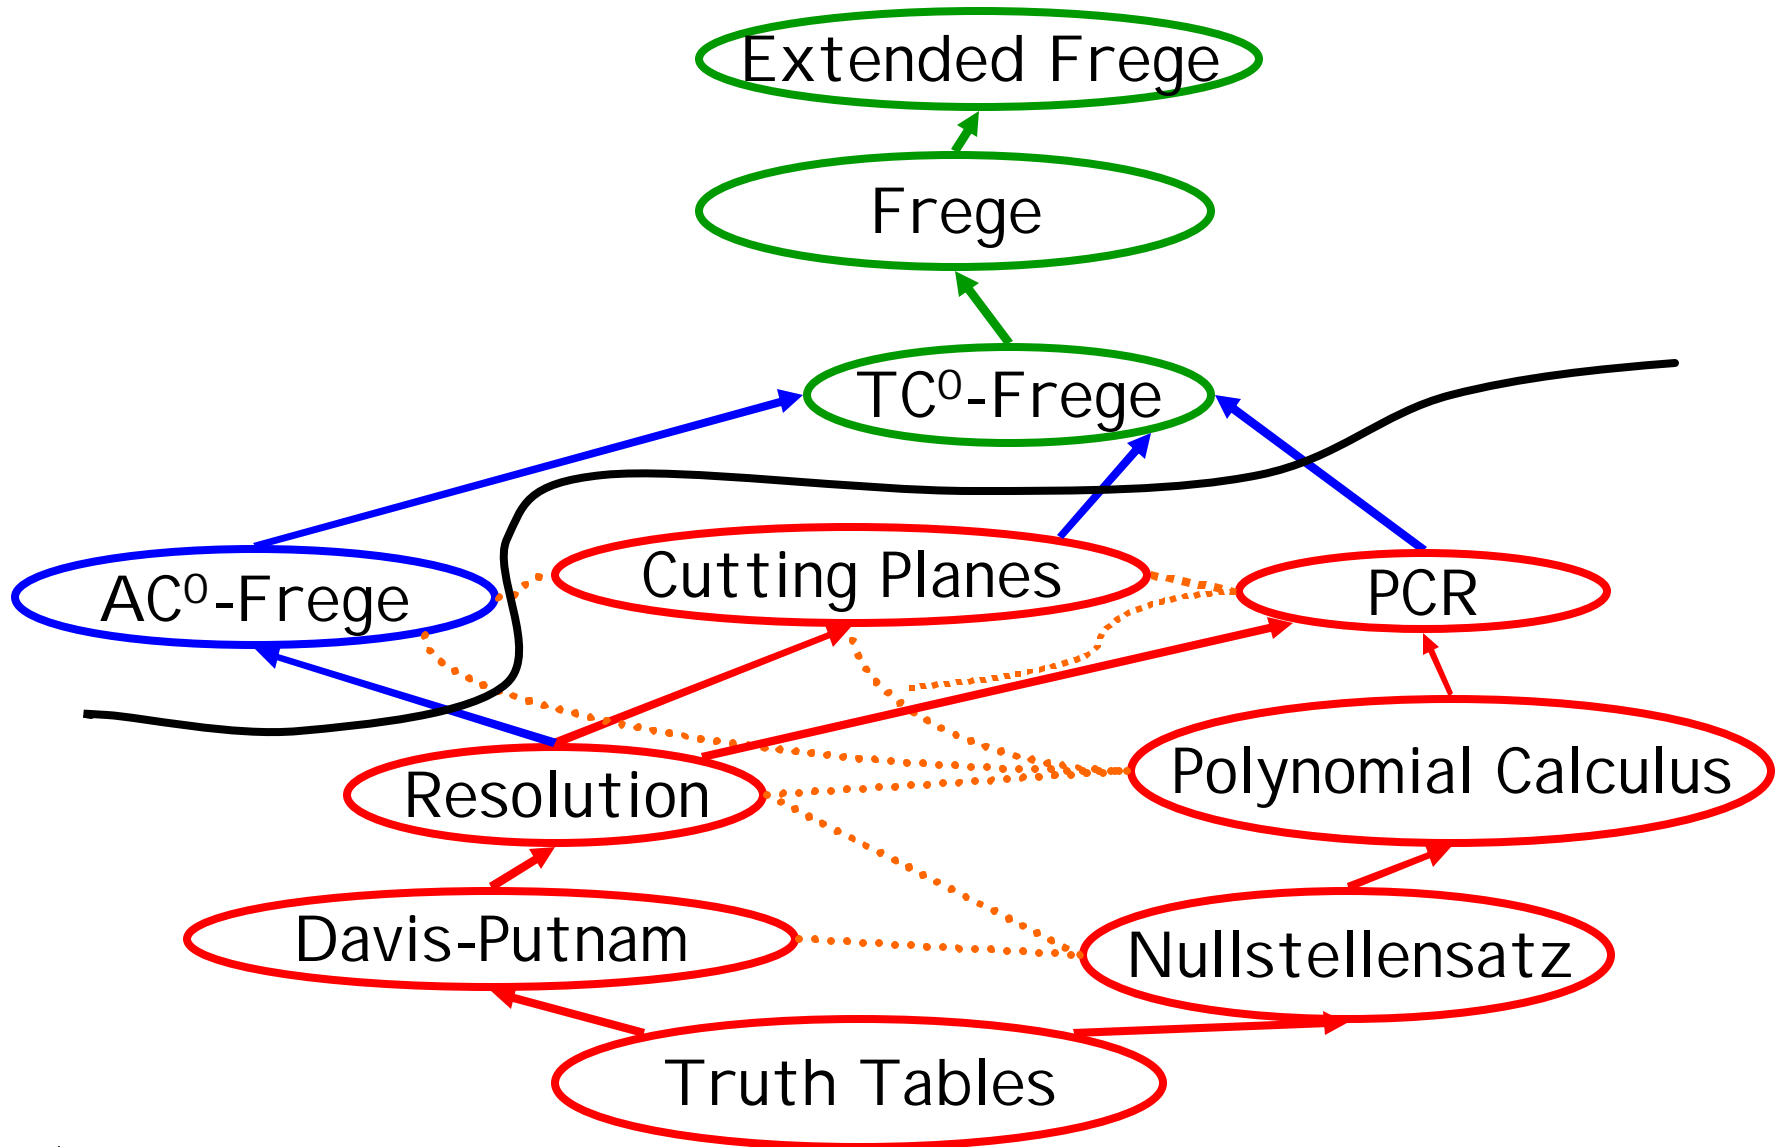 Extended Frege
Frege
TC⁰-Frege
Cutting Planes
AC⁰-Frege
PCR
Polynomial Calculus
Resolution
Davis-Putnam
Nullstellensatz
Truth Tables